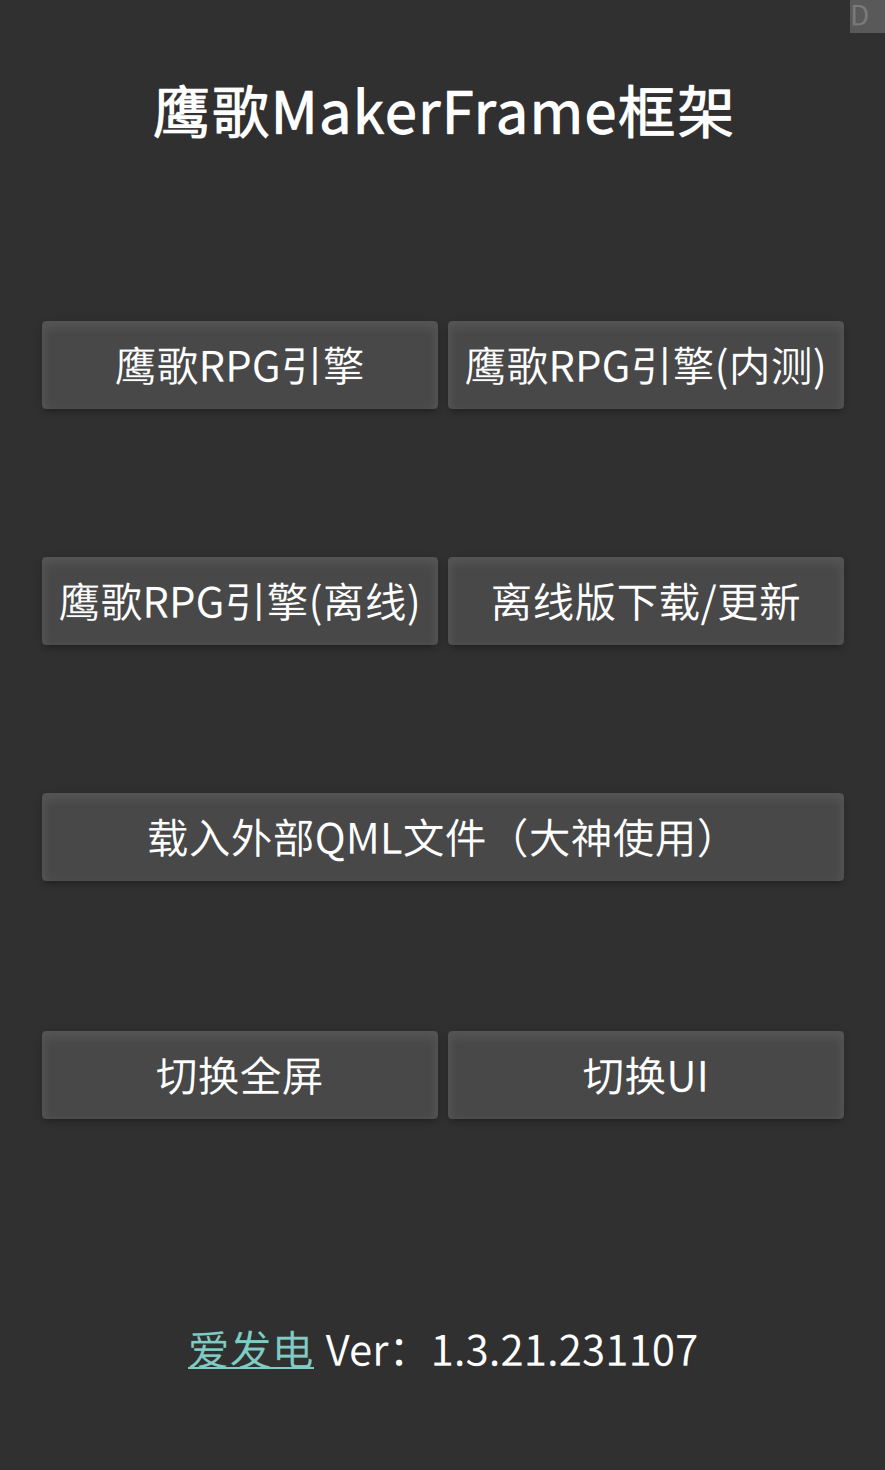 D
鹰歌MakerFrame框架
鹰歌RPG引擎
鹰歌RPG引擎(内测)
鹰歌RPG引擎(离线)
离线版下载/更新
载入外部QML文件（大神使用）
切换全屏
切换UI
爱发电 Ver：1.3.21.231107